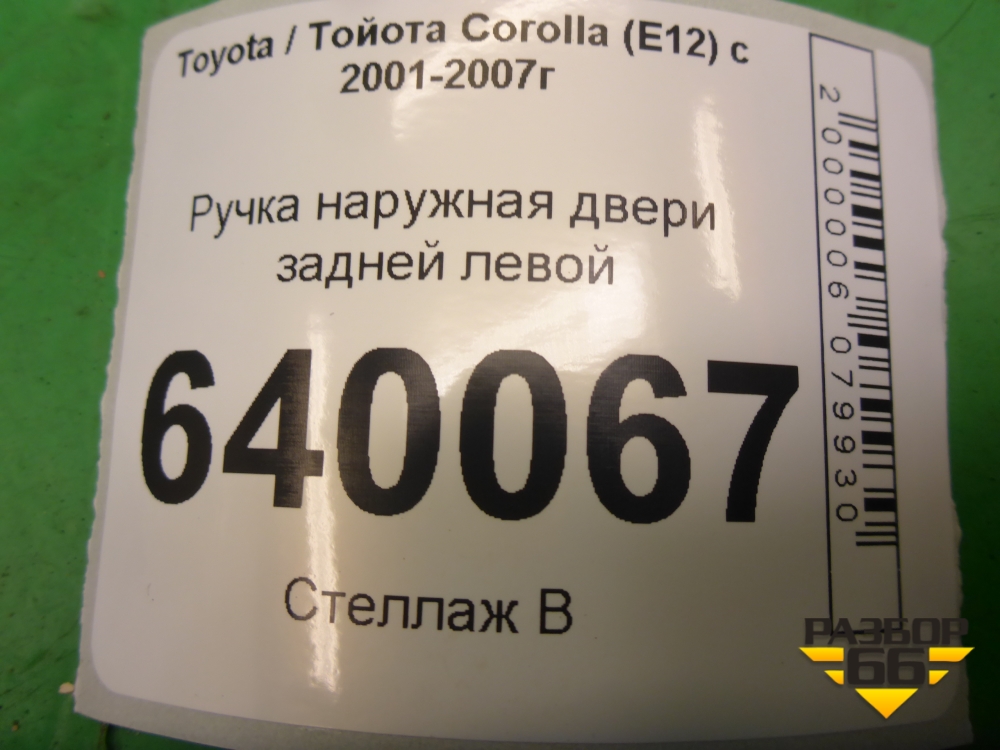 Toyota / Тойота Corolla (E12) с
2001-2007г
Ручка наружная двери
задней левой
640067
Стеллаж В
2000006079930
РАЗБОР
66